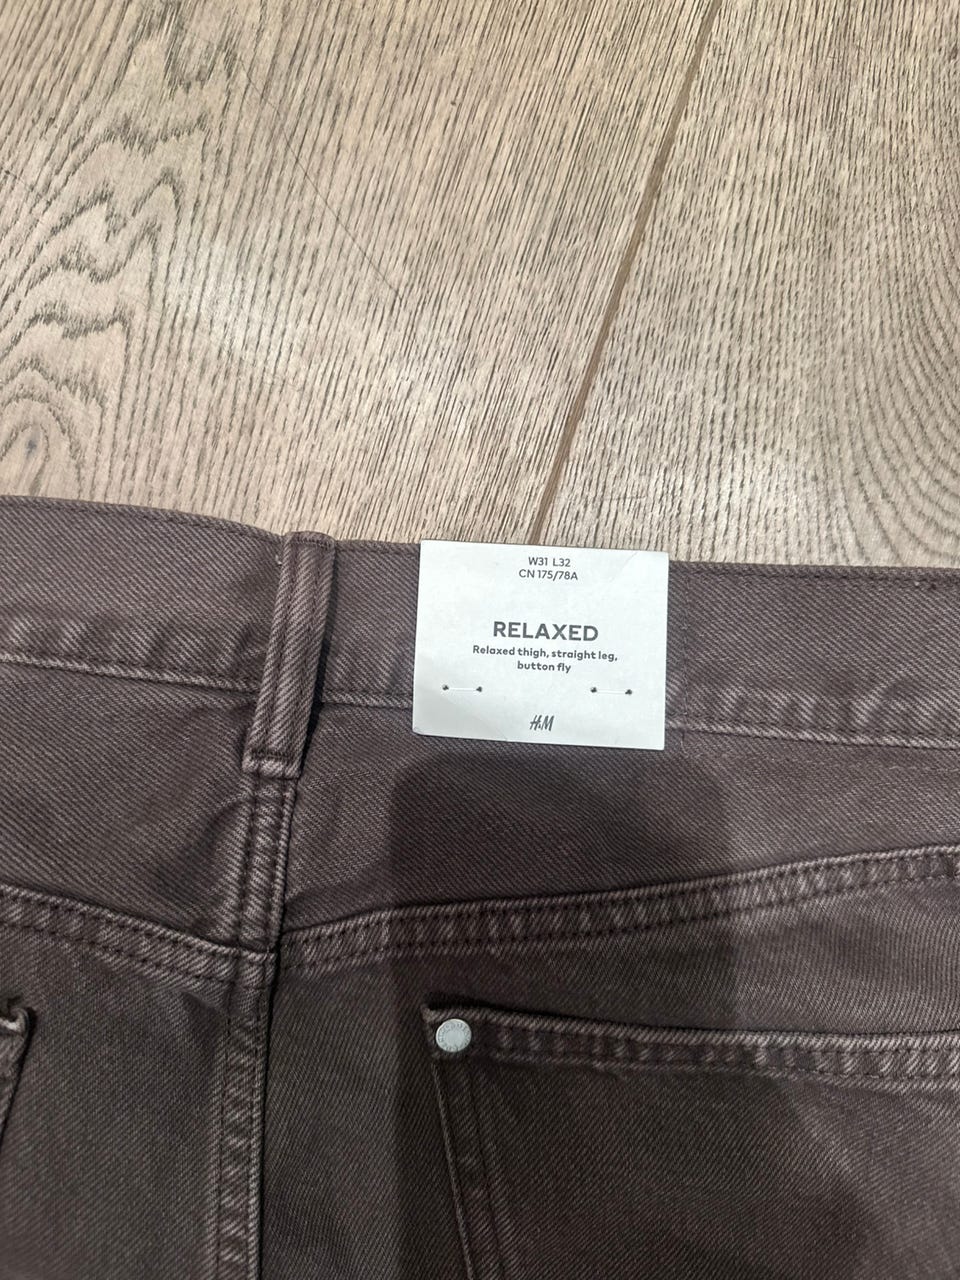 W31 L32
CN 175/78A
RELAXED
Relaxed thigh, straight leg,
button fly
H&M